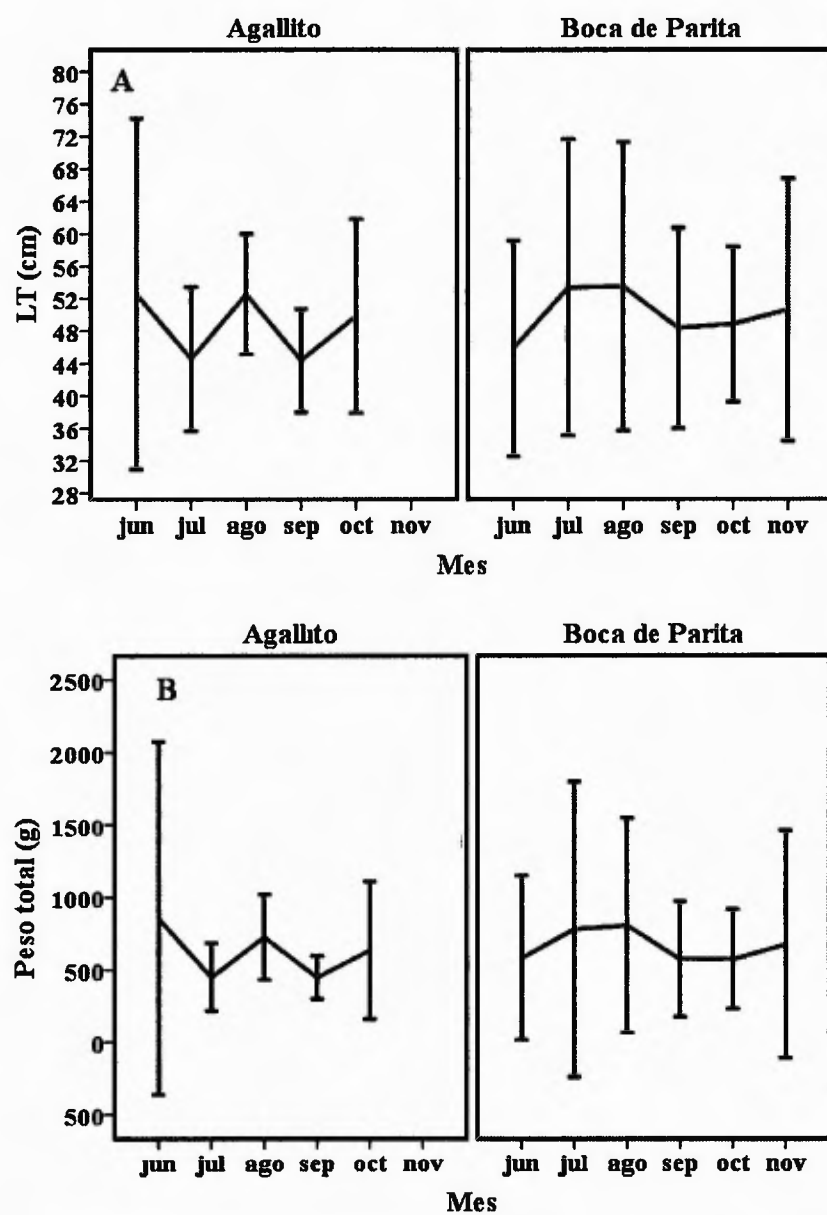 Agallito Boca de Parita
A
80
76
72
68
64
60
56
52
48
44
40
36
32
28
LT (cm)
jun jul ago sep oct nov jun jul ago sep oct nov
Mes
Agallito Boca de Parita
B
2500
2000
1500
1000
500
0
500
Peso total (g)
jun jul ago sep oct nov jun jul ago sep oct nov
Mes